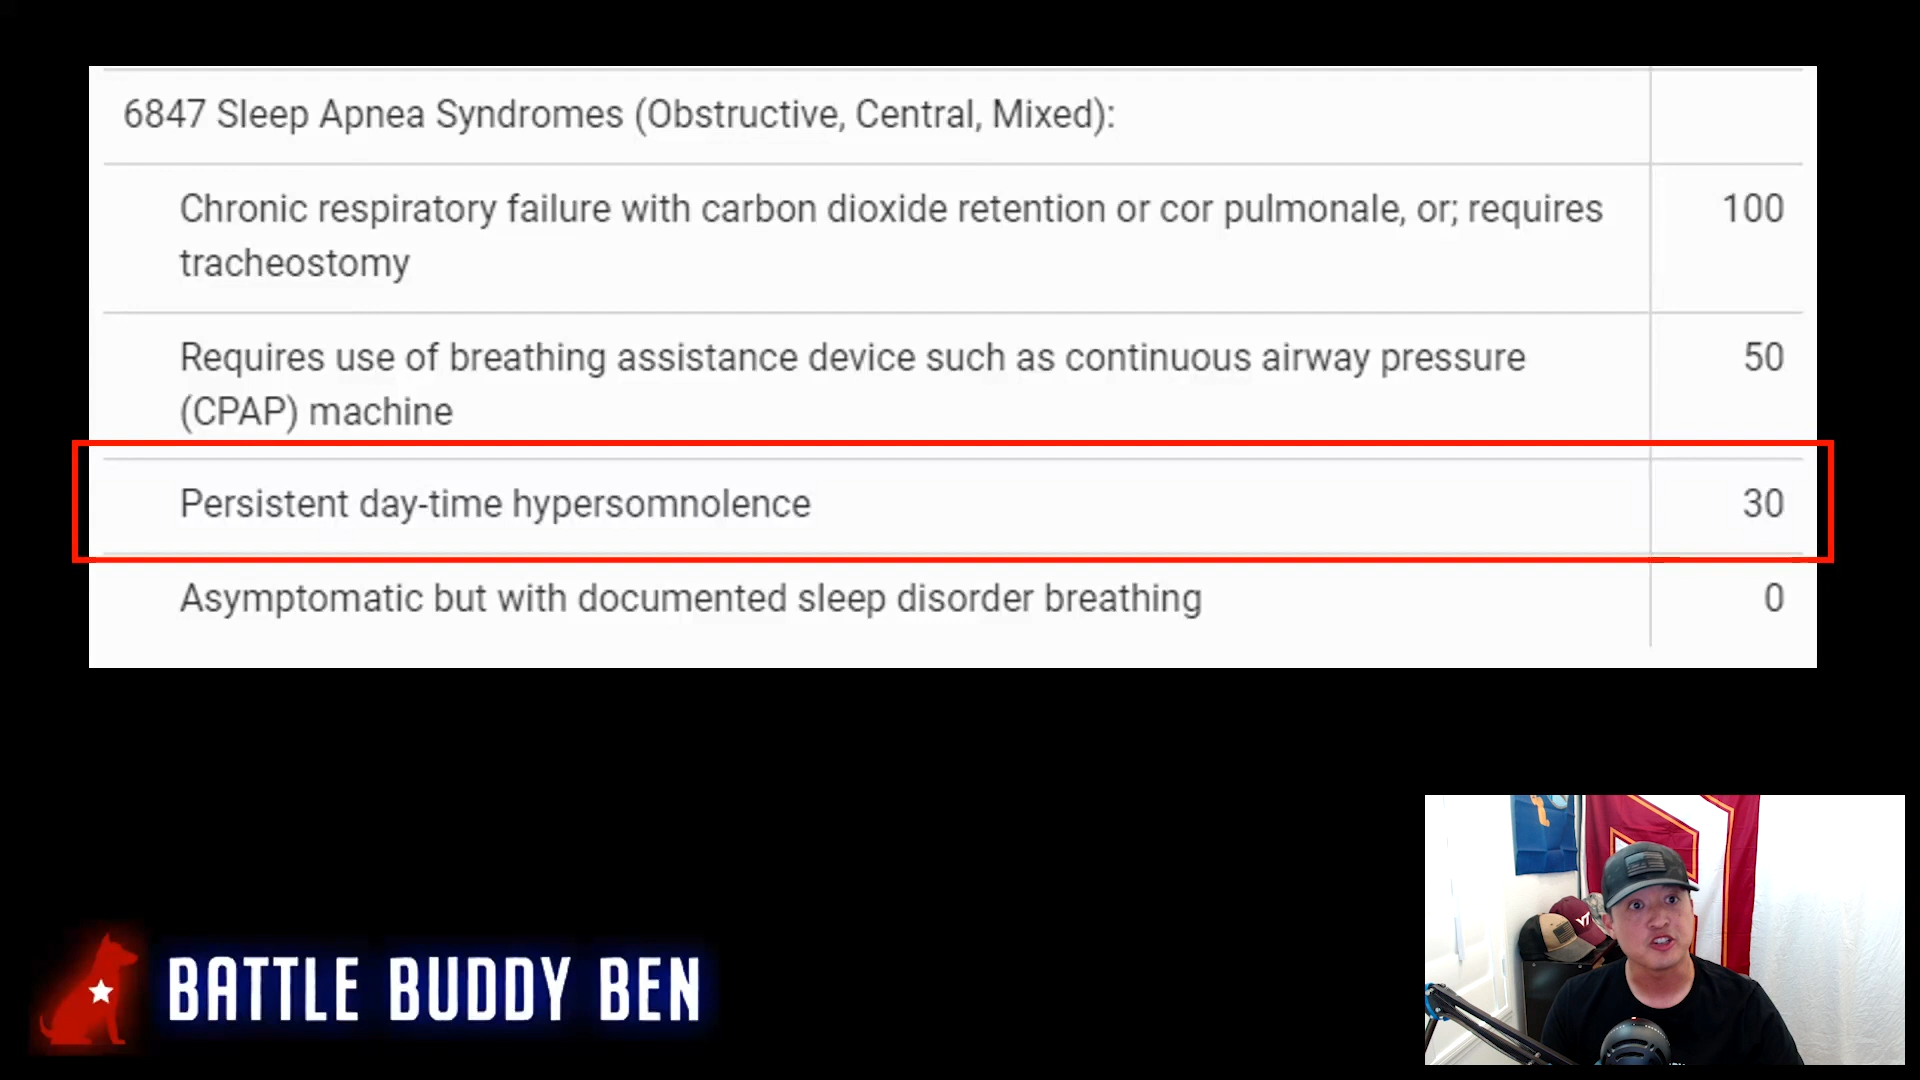 6847 Sleep Apnea Syndromes (Obstructive, Central, Mixed):
Chronic respiratory failure with carbon dioxide retention or cor pulmonale, or; requires 100
tracheostomy
Requires use of breathing assistance device such as continuous airway pressure 50
(CPAP) machine
Persistent day-time hypersomnolence 30
Asymptomatic but with documented sleep disorder breathing 0
BATTLE BUDDY BEN
VT